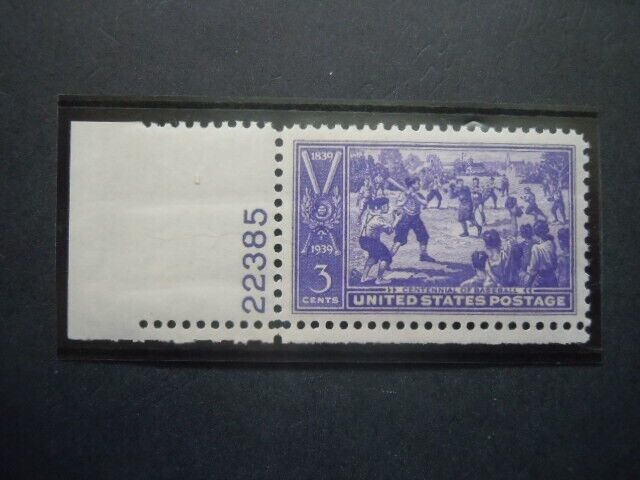 22385
1839
1939
3
CENTS
CENTENNIAL OF BASEBALL
UNITED STATES POSTAGE